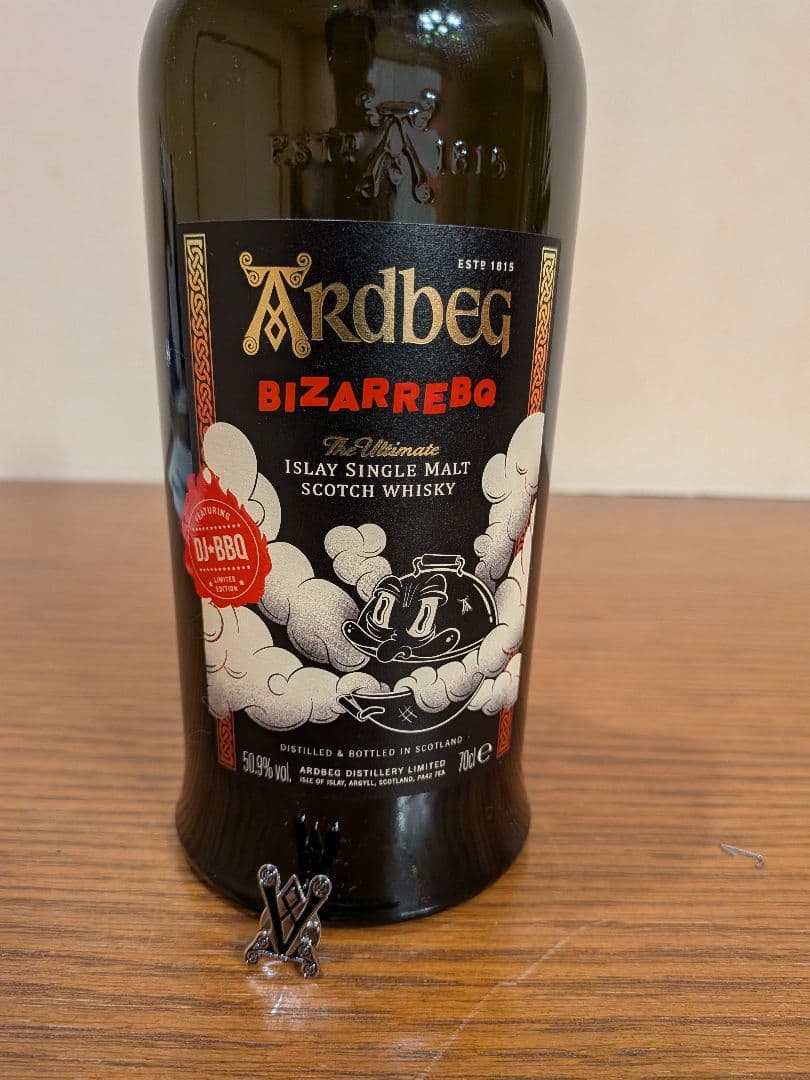 ESTD 1815
ESTD 1815
ARdbEG
BIZARREBQ
The Ultimate
ISLAY SINGLE MALT
SCOTCH WHISKY
FEATURING
DJ★BBQ
LIMITED
EDITION
DISTILLED & BOTTLED IN SCOTLAND
50.9% vol. ARDBEG DISTILLERY LIMITED 70cl ℮
ISLE OF ISLAY, ARGYLL, SCOTLAND, PA42 7EA